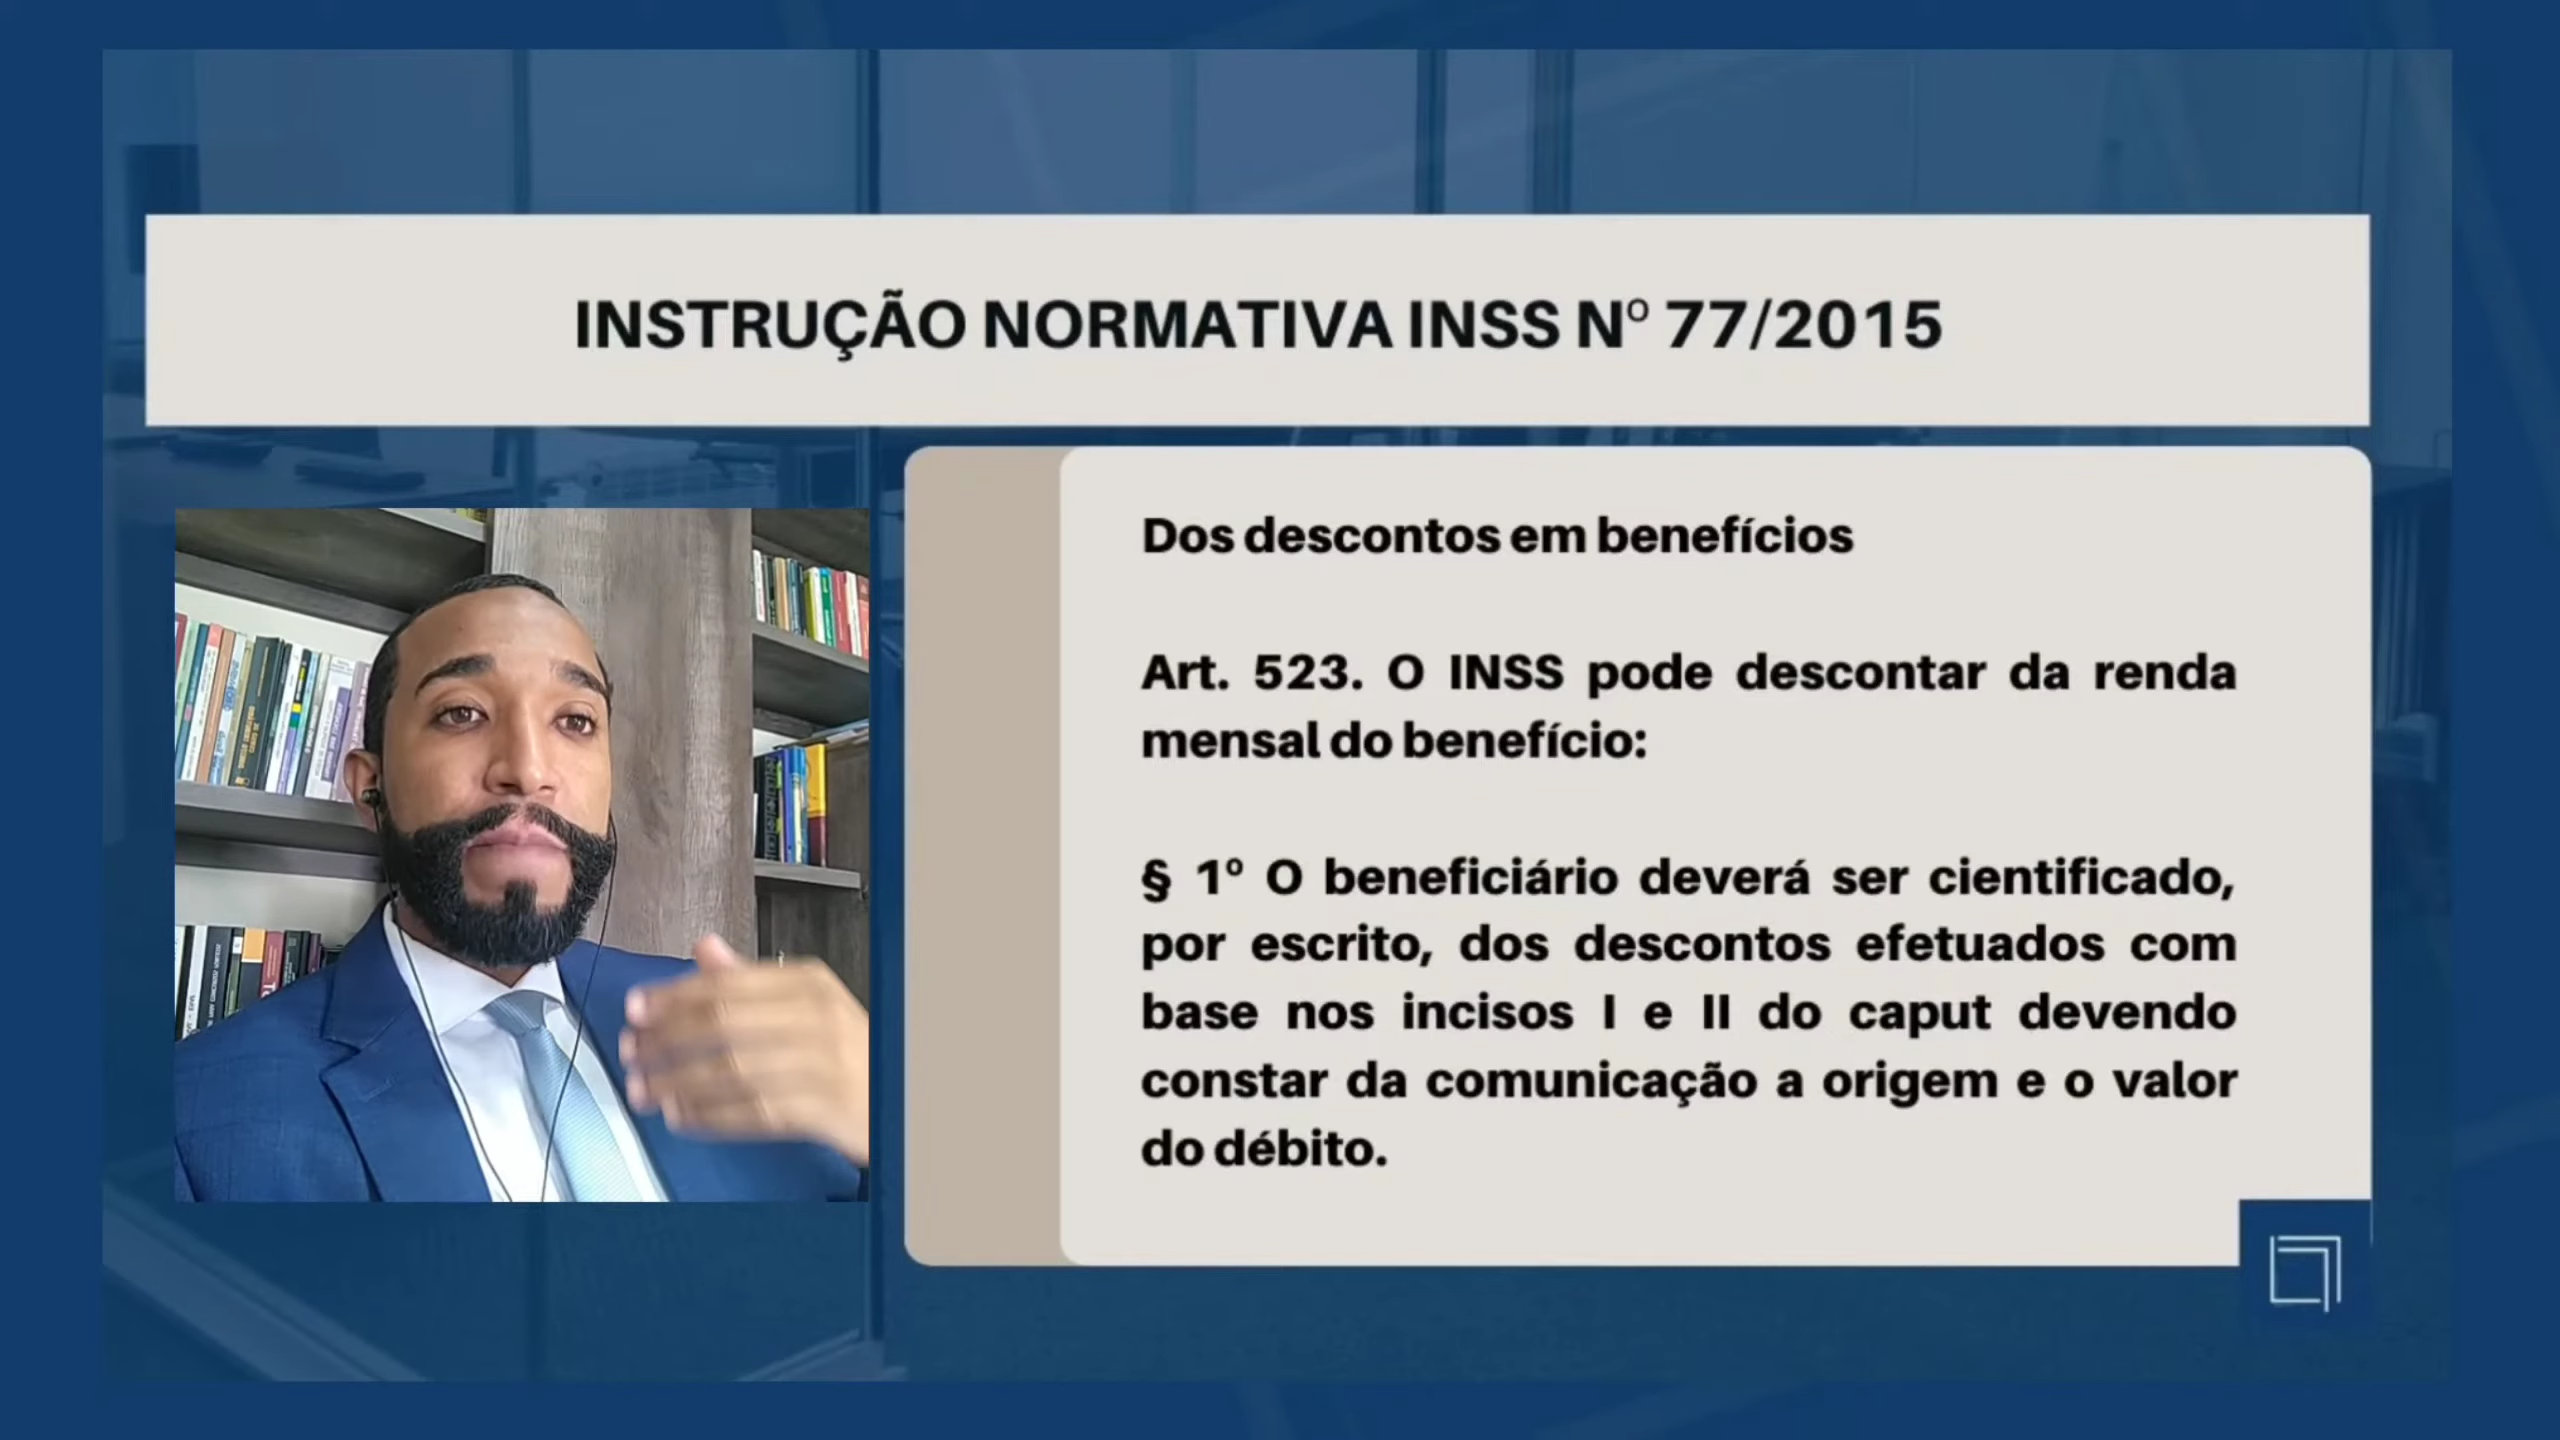 INSTRUÇÃO NORMATIVA INSS Nº 77/2015
Dos descontos em benefícios
Art. 523. O INSS pode descontar da renda
mensal do benefício:
§ 1º O beneficiário deverá ser cientificado,
por escrito, dos descontos efetuados com
base nos incisos I e II do caput devendo
constar da comunicação a origem e o valor
do débito.